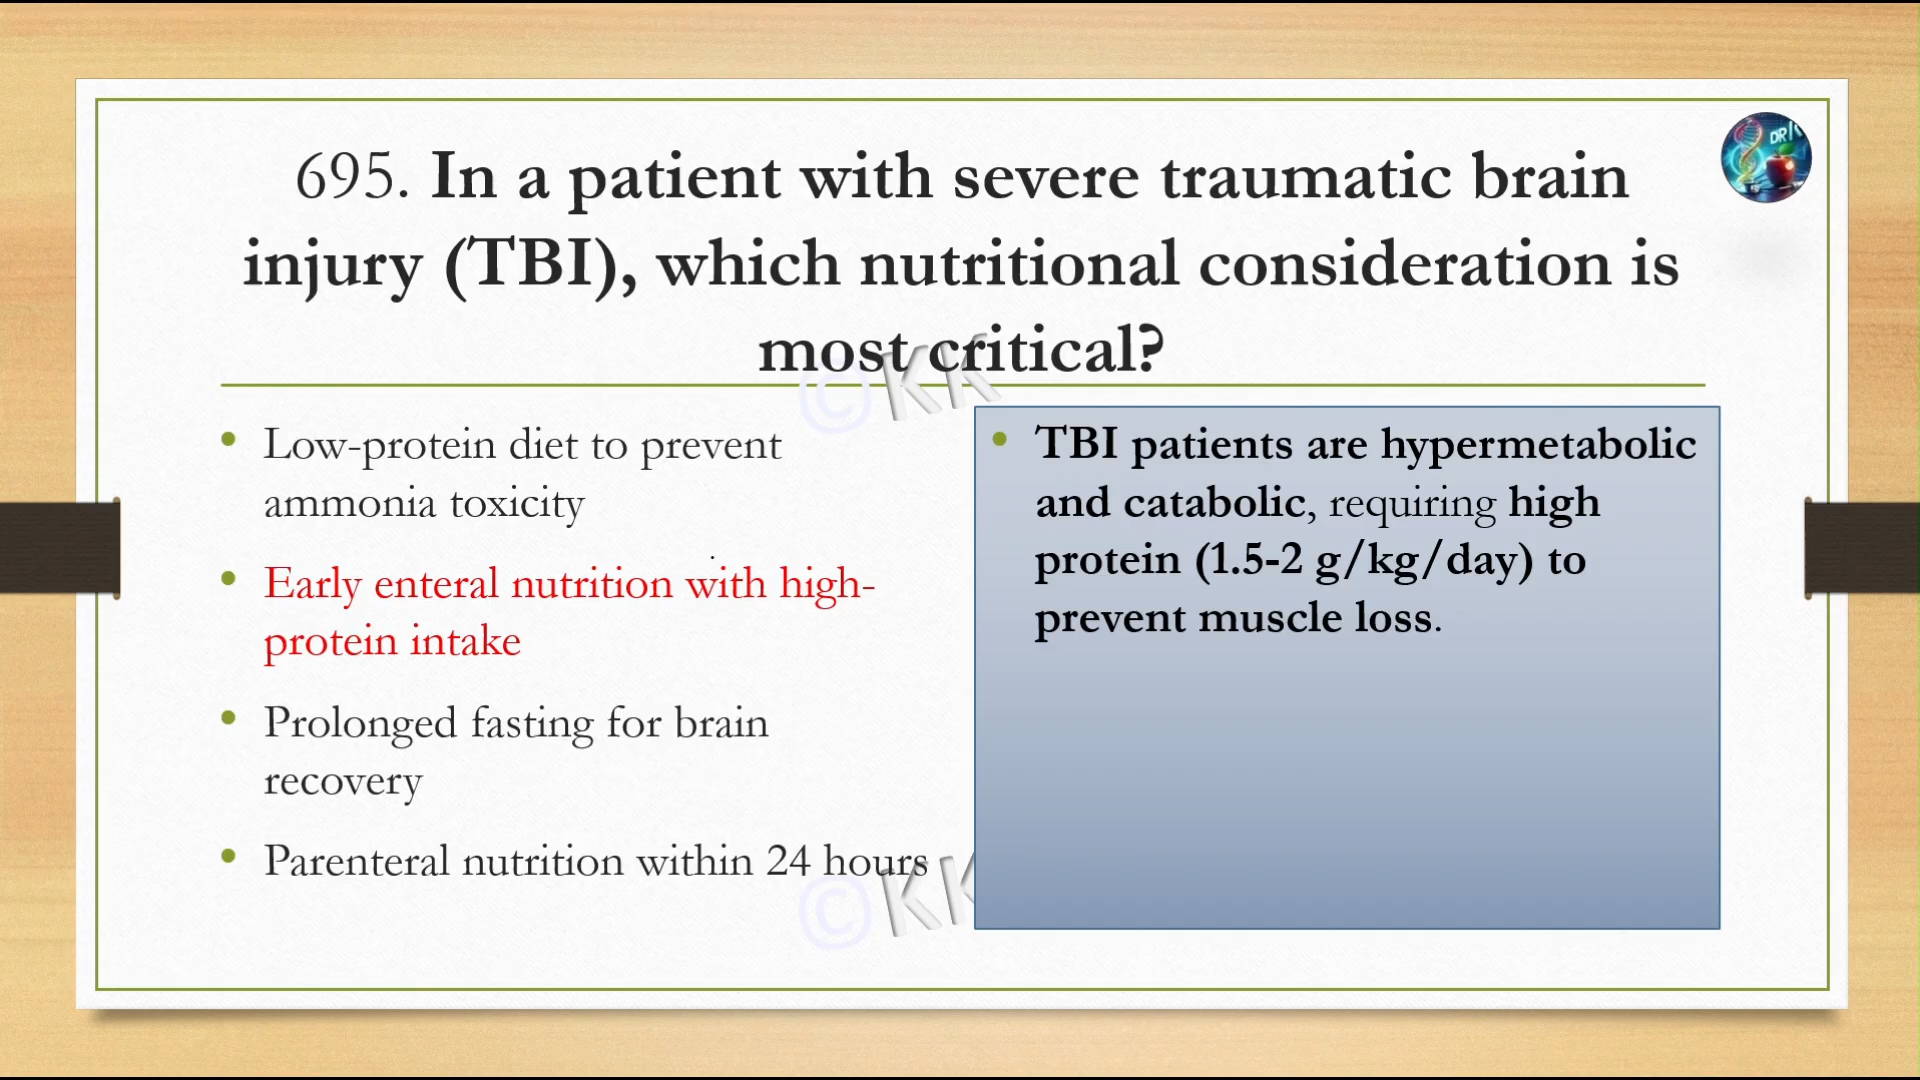 695. In a patient with severe traumatic brain
injury (TBI), which nutritional consideration is
most critical?
• Low-protein diet to prevent
ammonia toxicity
• Early enteral nutrition with high-
protein intake
• Prolonged fasting for brain
recovery
• Parenteral nutrition within 24 hours
• TBI patients are hypermetabolic
and catabolic, requiring high
protein (1.5-2 g/kg/day) to
prevent muscle loss.
©KK
©KK
DR